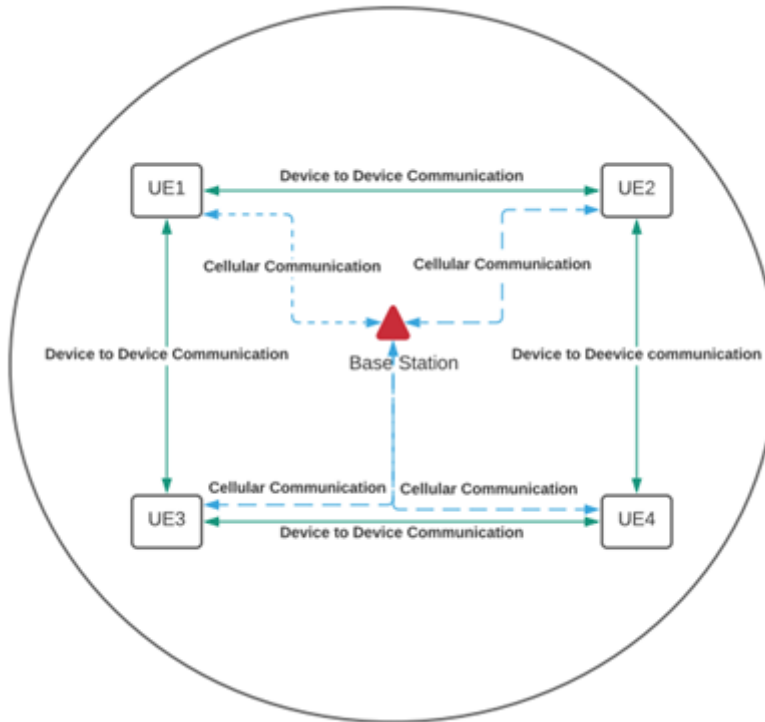 Device to Device Communication
UE1
UE2
Cellular Communication
Cellular Communication
Device to Device Communication
Base Station
Device to Deevice communication
Cellular Communication
Cellular Communication
UE3
UE4
Device to Device Communication